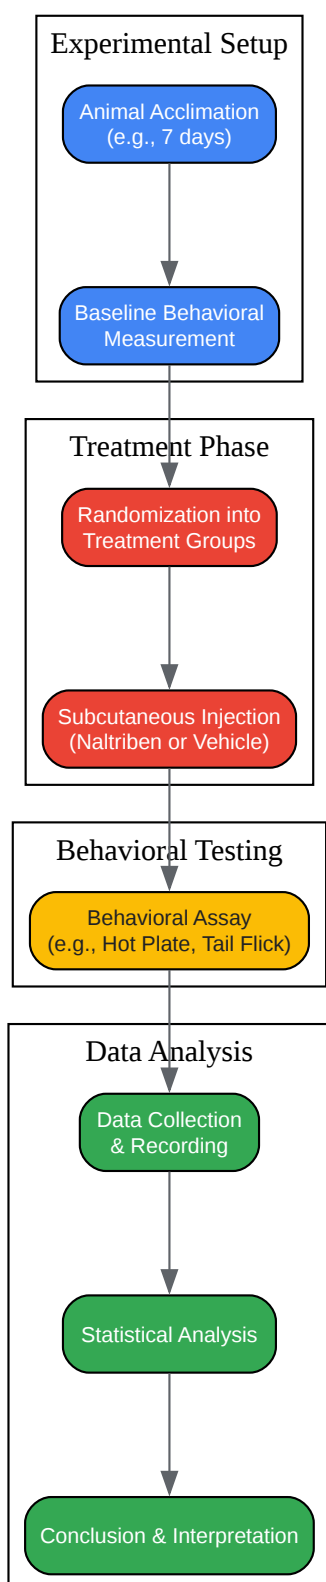 Experimental Setup
Animal Acclimation
(e.g., 7 days)
Baseline Behavioral
Measurement
Treatment Phase
Randomization into
Treatment Groups
Subcutaneous Injection
(Naltriben or Vehicle)
Behavioral Testing
Behavioral Assay
(e.g., Hot Plate, Tail Flick)
Data Analysis
Data Collection
& Recording
Statistical Analysis
Conclusion & Interpretation